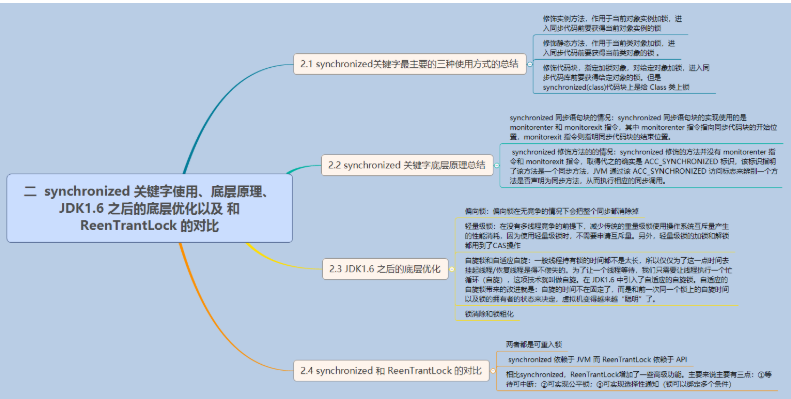 二 synchronized 关键字使用、底层原理、
JDK1.6 之后的底层优化以及 和
ReenTrantLock 的对比
2.1 synchronized关键字最主要的三种使用方式的总结
修饰实例方法，作用于当前对象实例加锁，进
入同步代码前要获得当前对象实例的锁
修饰静态方法，作用于当前类对象加锁，进
入同步代码前要获得当前类对象的锁 。
修饰代码块，指定加锁对象，对给定对象加锁，进入同
步代码库前要获得给定对象的锁。但是
synchronized(class)代码块上是给 Class 类上锁
2.2 synchronized 关键字底层原理总结
synchronized 同步语句块的情况：synchronized 同步语句块的实现使用的是
monitorenter 和 monitorexit 指令，其中 monitorenter 指令指向同步代码块的开始位
置，monitorexit 指令则指明同步代码块的结束位置。
synchronized 修饰方法的的情况：synchronized 修饰的方法并没有 monitorenter 指
令和 monitorexit 指令，取得代之的确实是 ACC_SYNCHRONIZED 标识，该标识指明
了该方法是一个同步方法，JVM 通过该 ACC_SYNCHRONIZED 访问标志来辨别一个方
法是否声明为同步方法，从而执行相应的同步调用。
2.3 JDK1.6 之后的底层优化
偏向锁：偏向锁在无竞争的情况下会把整个同步都消除掉
轻量级锁：在没有多线程竞争的前提下，减少传统的重量级锁使用操作系统互斥量产生
的性能消耗，因为使用轻量级锁时，不需要申请互斥量。另外，轻量级锁的加锁和解锁
都用到了CAS操作
自旋锁和自适应自旋：一般线程持有锁的时间都不是太长，所以仅仅为了这一点时间去
挂起线程/恢复线程是得不偿失的。为了让一个线程等待，我们只需要让线程执行一个忙
循环（自旋），这项技术就叫做自旋。在 JDK1.6 中引入了自适应的自旋锁。自适应的
自旋锁带来的改进就是：自旋的时间不在固定了，而是和前一次同一个锁上的自旋时间
以及锁的拥有者的状态来决定，虚拟机变得越来越“聪明”了。
锁消除和锁粗化
2.4 synchronized 和 ReenTrantLock 的对比
两者都是可重入锁
synchronized 依赖于 JVM 而 ReenTrantLock 依赖于 API
相比synchronized，ReenTrantLock增加了一些高级功能。主要来说主要有三点：①等
待可中断；②可实现公平锁；③可实现选择性通知（锁可以绑定多个条件）